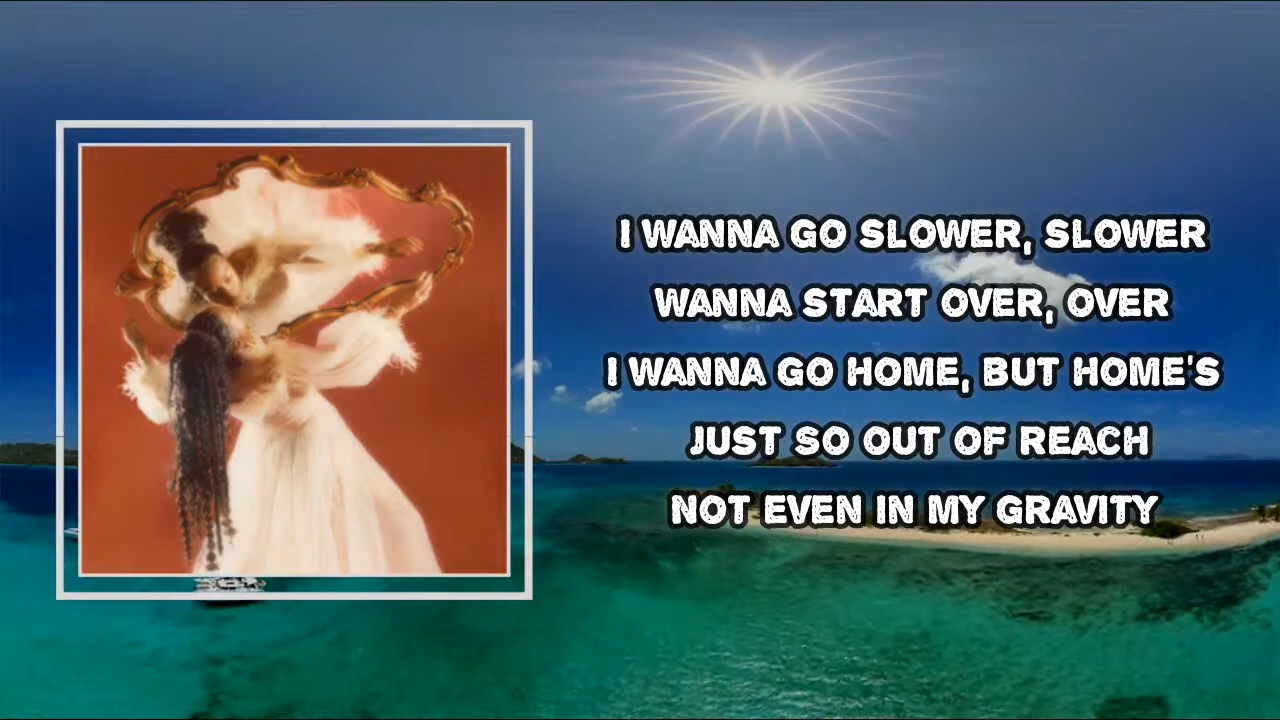 I WANNA GO SLOWER, SLOWER
WANNA START OVER, OVER
I WANNA GO HOME, BUT HOME'S
JUST SO OUT OF REACH
NOT EVEN IN MY GRAVITY